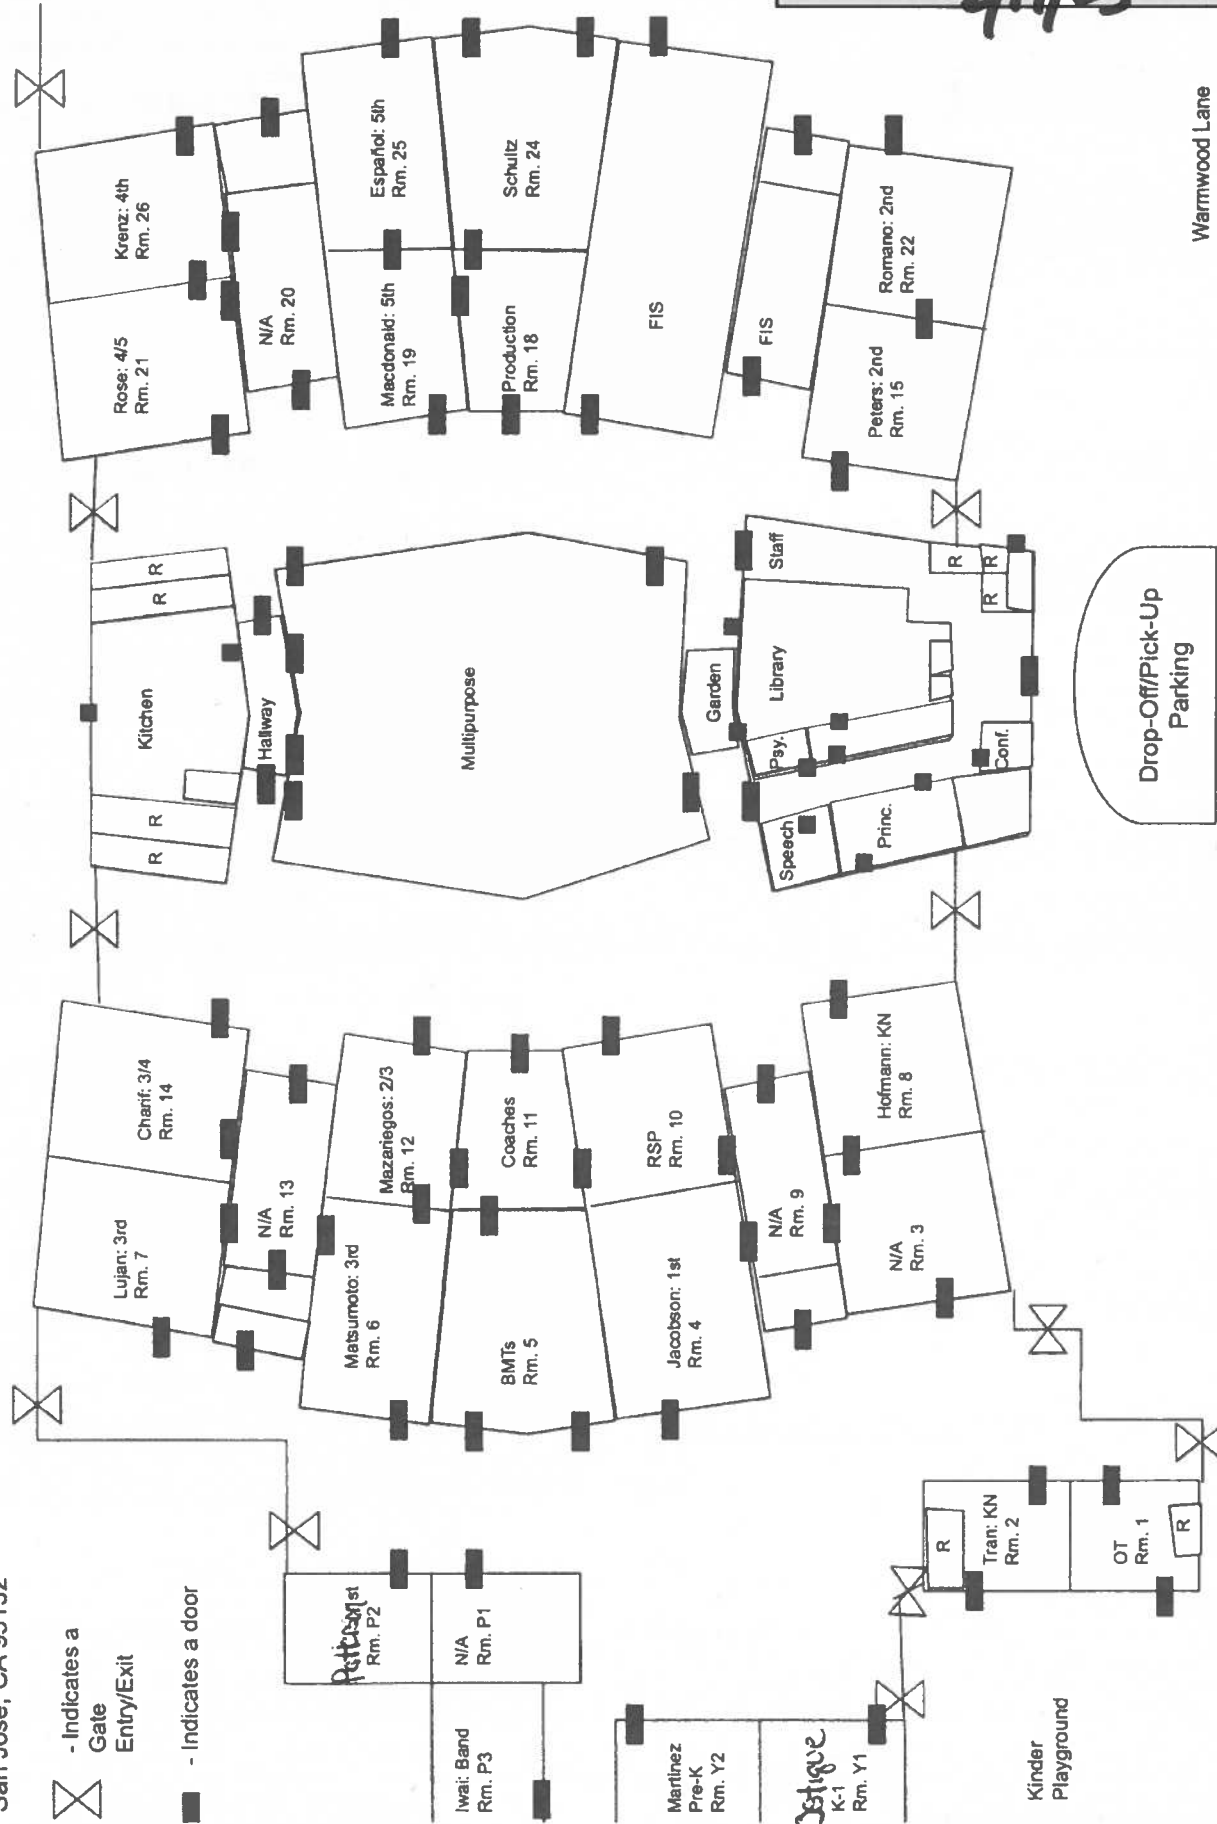 San Jose, CA 95132
- Indicates a
Gate
Entry/Exit
- Indicates a door
Lujan: 3rd
Rm. 7
Charif: 3/4
Rm. 14
R
R
Kitchen
R
R
Rose: 4/5
Rm. 21
Krenz: 4th
Rm. 26
N/A
Rm. 13
Hallway
N/A
Rm. 20
Matsumoto: 3rd
Rm. 6
Mazariegos: 2/3
Rm. 12
Macdonald: 5th
Rm. 19
Español: 5th
Rm. 25
1st
Rm. P2
N/A
Rm. P1
BMTs
Rm. 5
Coaches
Rm. 11
Multipurpose
Production
Rm. 18
Schultz
Rm. 24
Iwai: Band
Rm. P3
Jacobson: 1st
Rm. 4
RSP
Rm. 10
FIS
Garden
N/A
Rm. 9
FIS
Martinez
Pre-K
Rm. Y2
K-1
Rm. Y1
N/A
Rm. 3
Hofmann: KN
Rm. 8
Speech
Psy.
Library
Staff
Princ.
Conf.
R
R
R
Peters: 2nd
Rm. 15
Romano: 2nd
Rm. 22
R
Tran: KN
Rm. 2
OT
Rm. 1
R
Kinder
Playground
Drop-Off/Pick-Up
Parking
Warmwood Lane